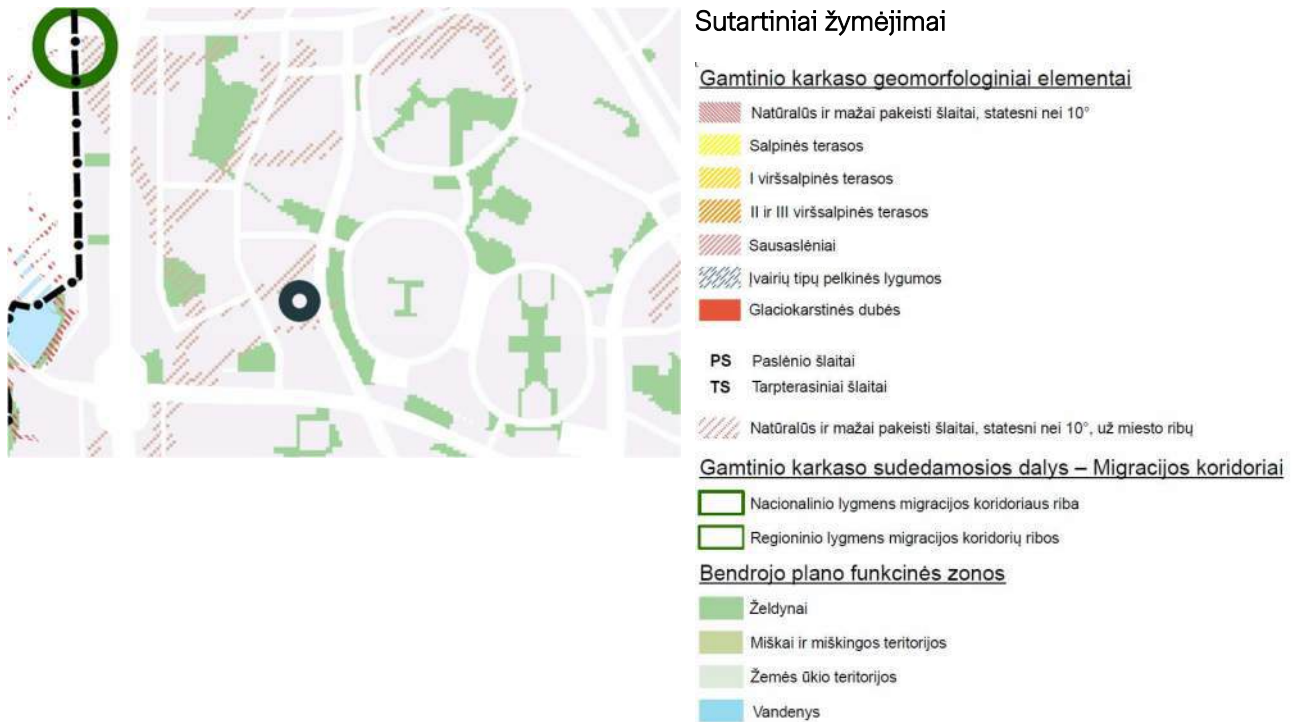 Sutartiniai žymėjimai
Gamtinio karkaso geomorfologiniai elementai
Natūralūs ir mažai pakeisti šlaitai, statesni nei 10°
Salpinės terasos
I viršsalpinės terasos
II ir III viršsalpinės terasos
Sausaslėniai
Įvairių tipų pelkinės lygumos
Glaciokarstinės dubės
PS Paslėnio šlaitai
TS Tarpterasiniai šlaitai
Natūralūs ir mažai pakeisti šlaitai, statesni nei 10°, už miesto ribų
Gamtinio karkaso sudedamosios dalys – Migracijos koridoriai
Nacionalinio lygmens migracijos koridoriaus riba
Regioninio lygmens migracijos koridorių ribos
Bendrojo plano funkcinės zonos
Želdynai
Miškai ir miškingos teritorijos
Žemės ūkio teritorijos
Vandenys